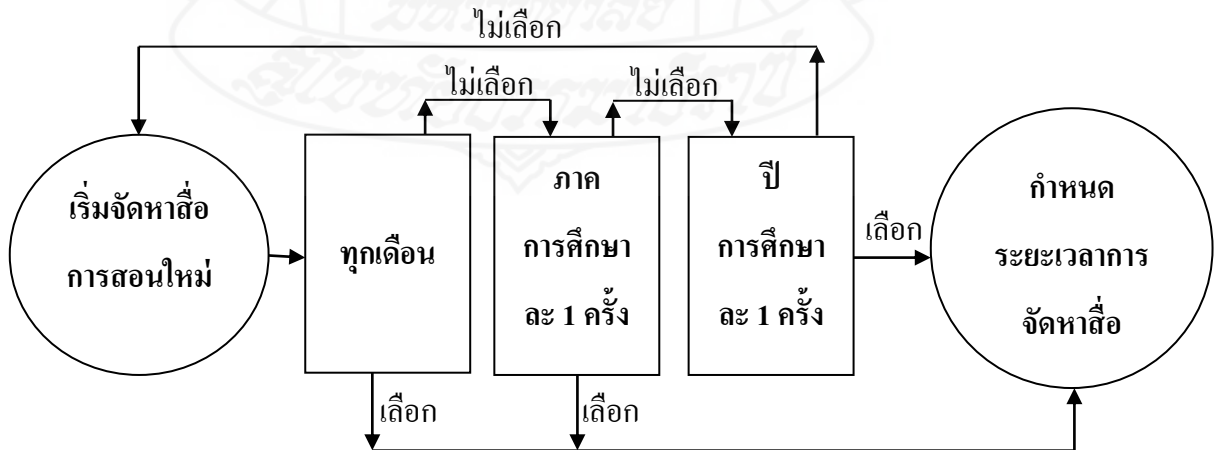 ไม่เลือก
ไม่เลือก
ไม่เลือก
เริ่มจัดหาสื่อ
การสอนใหม่
ทุกเดือน
ภาค
การศึกษา
ละ 1 ครั้ง
ปี
การศึกษา
ละ 1 ครั้ง
เลือก
กำหนด
ระยะเวลาการ
จัดหาสื่อ
เลือก
เลือก